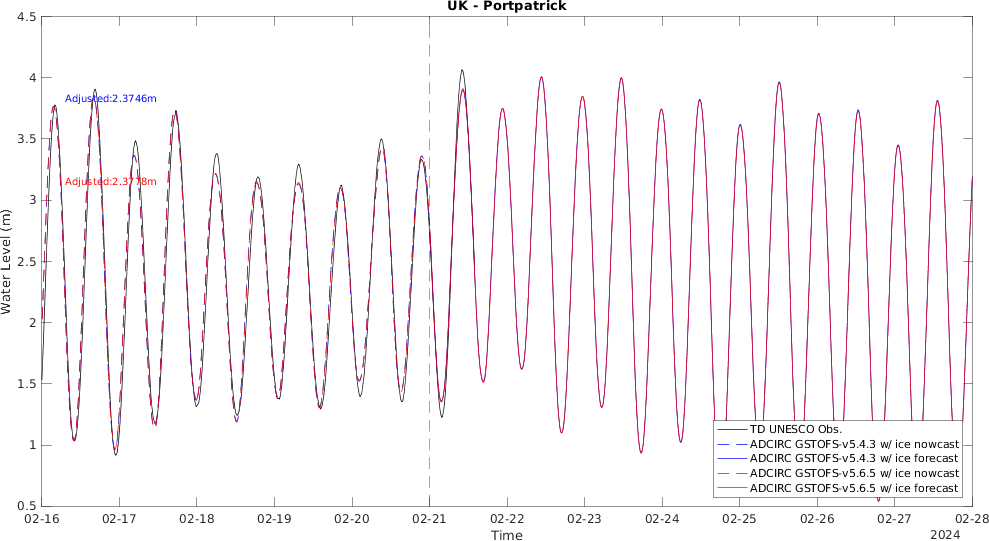 UK - Portpatrick
4.5
4
3.5
3
2.5
2
1.5
1
0.5
Water Level (m)
Adjusted:2.3746m
Adjusted:2.3778m
TD UNESCO Obs.
ADCIRC GSTOFS-v5.4.3 w/ ice nowcast
ADCIRC GSTOFS-v5.4.3 w/ ice forecast
ADCIRC GSTOFS-v5.6.5 w/ ice nowcast
ADCIRC GSTOFS-v5.6.5 w/ ice forecast
02-16 02-17 02-18 02-19 02-20 02-21 02-22 02-23 02-24 02-25 02-26 02-27 02-28
Time
2024